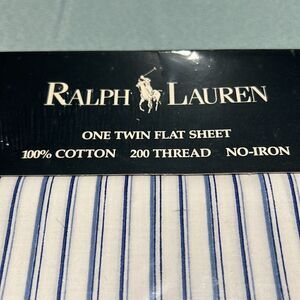 RALPH LAUREN
ONE TWIN FLAT SHEET
100% COTTON 200 THREAD NO-IRON